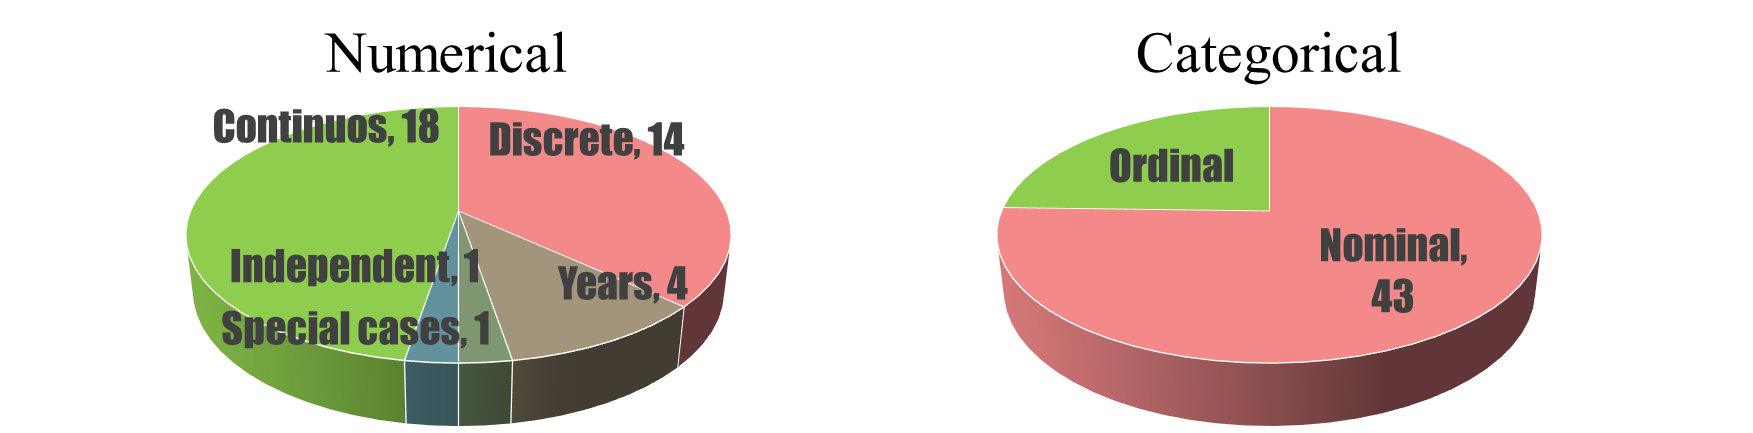 Numerical
Continuos, 18
Discrete, 14
Independent, 1
Years, 4
Special cases, 1
Categorical
Ordinal
Nominal,
43